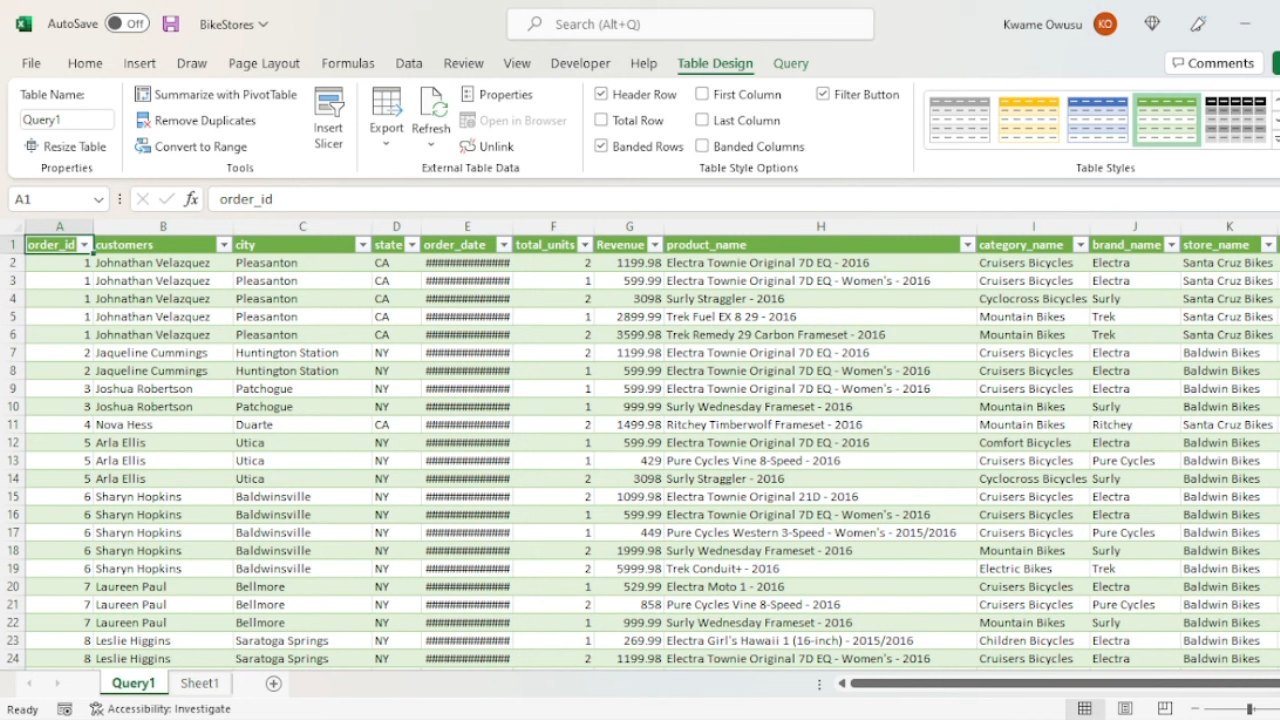 AutoSave Off BikeStores Search (Alt+Q) Kwame Owusu KO
File Home Insert Draw Page Layout Formulas Data Review View Developer Help Table Design Query Comments
Table Name: Summarize with PivotTable Properties Header Row First Column Filter Button
Query1 Remove Duplicates Insert Slicer Export Refresh Total Row Last Column
Resize Table Convert to Range Unlink Banded Rows Banded Columns
Properties Tools External Table Data Table Style Options Table Styles
A1 fx order_id
A B C D E F G H I J K
1 order_id customers city state order_date total_units Revenue product_name category_name brand_name store_name
2 1 Johnathan Velazquez Pleasanton CA ############## 2 1199.98 Electra Townie Original 7D EQ - 2016 Cruisers Bicycles Electra Santa Cruz Bikes
3 1 Johnathan Velazquez Pleasanton CA ############## 1 599.99 Electra Townie Original 7D EQ - Women's - 2016 Cruisers Bicycles Electra Santa Cruz Bikes
4 1 Johnathan Velazquez Pleasanton CA ############## 2 3098 Surly Straggler - 2016 Cyclocross Bicycles Surly Santa Cruz Bikes
5 1 Johnathan Velazquez Pleasanton CA ############## 1 2899.99 Trek Fuel EX 8 29 - 2016 Mountain Bikes Trek Santa Cruz Bikes
6 1 Johnathan Velazquez Pleasanton CA ############## 2 3599.98 Trek Remedy 29 Carbon Frameset - 2016 Mountain Bikes Trek Santa Cruz Bikes
7 2 Jaqueline Cummings Huntington Station NY ############## 2 1199.98 Electra Townie Original 7D EQ - 2016 Cruisers Bicycles Electra Baldwin Bikes
8 2 Jaqueline Cummings Huntington Station NY ############## 1 599.99 Electra Townie Original 7D EQ - Women's - 2016 Cruisers Bicycles Electra Baldwin Bikes
9 3 Joshua Robertson Patchogue NY ############## 1 599.99 Electra Townie Original 7D EQ - Women's - 2016 Cruisers Bicycles Electra Baldwin Bikes
10 3 Joshua Robertson Patchogue NY ############## 1 999.99 Surly Wednesday Frameset - 2016 Mountain Bikes Surly Baldwin Bikes
11 4 Nova Hess Duarte CA ############## 2 1499.98 Ritchey Timberwolf Frameset - 2016 Mountain Bikes Ritchey Santa Cruz Bikes
12 5 Arla Ellis Utica NY ############## 1 599.99 Electra Townie Original 7D EQ - 2016 Comfort Bicycles Electra Baldwin Bikes
13 5 Arla Ellis Utica NY ############## 1 429 Pure Cycles Vine 8-Speed - 2016 Cruisers Bicycles Pure Cycles Baldwin Bikes
14 5 Arla Ellis Utica NY ############## 2 3098 Surly Straggler - 2016 Cyclocross Bicycles Surly Baldwin Bikes
15 6 Sharyn Hopkins Baldwinsville NY ############## 2 1099.98 Electra Townie Original 21D - 2016 Cruisers Bicycles Electra Baldwin Bikes
16 6 Sharyn Hopkins Baldwinsville NY ############## 1 599.99 Electra Townie Original 7D EQ - 2016 Cruisers Bicycles Electra Baldwin Bikes
17 6 Sharyn Hopkins Baldwinsville NY ############## 1 449 Pure Cycles Western 3-Speed - Women's - 2015/2016 Cruisers Bicycles Pure Cycles Baldwin Bikes
18 6 Sharyn Hopkins Baldwinsville NY ############## 2 1999.98 Surly Wednesday Frameset - 2016 Mountain Bikes Surly Baldwin Bikes
19 6 Sharyn Hopkins Baldwinsville NY ############## 2 5999.98 Trek Conduit+ - 2016 Electric Bikes Trek Baldwin Bikes
20 7 Laureen Paul Bellmore NY ############## 1 529.99 Electra Moto 1 - 2016 Cruisers Bicycles Electra Baldwin Bikes
21 7 Laureen Paul Bellmore NY ############## 2 858 Pure Cycles Vine 8-Speed - 2016 Cruisers Bicycles Pure Cycles Baldwin Bikes
22 7 Laureen Paul Bellmore NY ############## 1 999.99 Surly Wednesday Frameset - 2016 Mountain Bikes Surly Baldwin Bikes
23 8 Leslie Higgins Saratoga Springs NY ############## 1 269.99 Electra Girl's Hawaii 1 (16-inch) - 2015/2016 Children Bicycles Electra Baldwin Bikes
24 8 Leslie Higgins Saratoga Springs NY ############## 2 1199.98 Electra Townie Original 7D EQ - Women's - 2016 Cruisers Bicycles Electra Baldwin Bikes
Query1 Sheet1
Ready Accessibility: Investigate